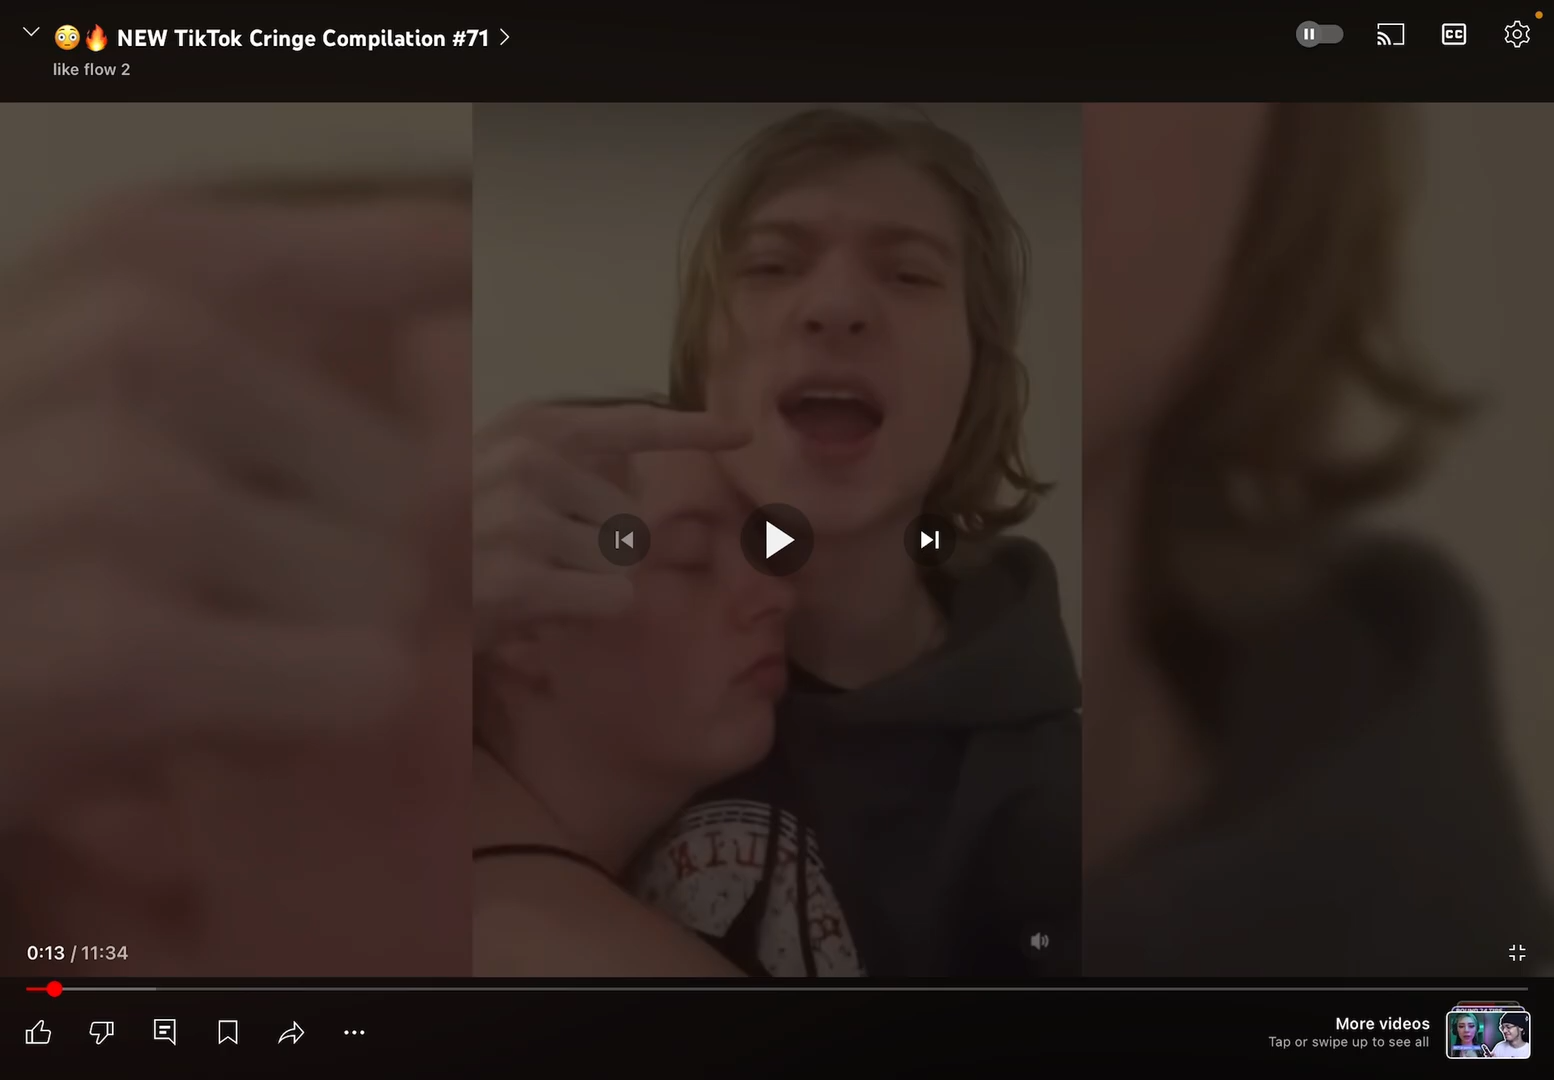 😳🔥 NEW TikTok Cringe Compilation #71
like flow 2
CC
0:13 / 11:34
More videos
Tap or swipe up to see all